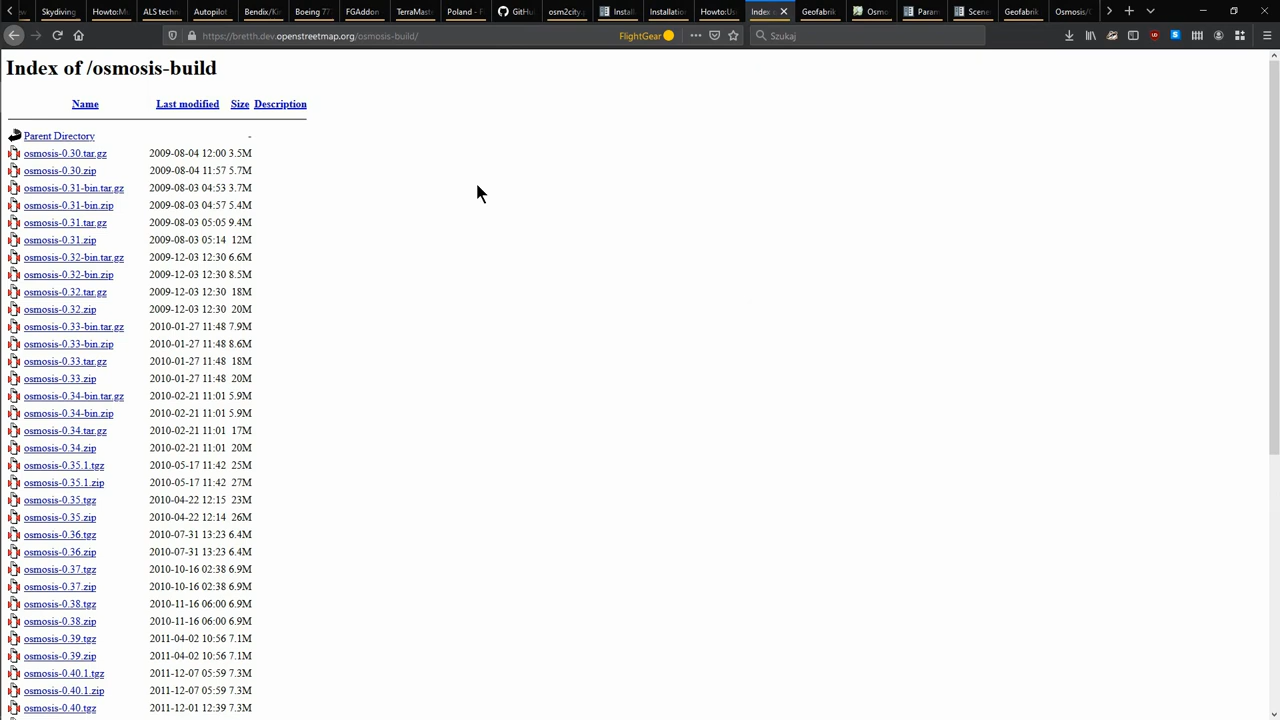 Skydiving
Howto:Mu
ALS techn
Autopilot
Bendix/Kin
Boeing 77
FGAddon
TerraMaste
Poland - F
GitHu
osm2city.p
Install
Installatio
Howto:Us
Index o
Geofabrik
Osmo
Param
Scene
Geofabrik
Osmosis/D
https://bretth.dev.openstreetmap.org/osmosis-build/
FlightGear
Szukaj
Index of /osmosis-build
Name Last modified Size Description
Parent Directory -
osmosis-0.30.tar.gz 2009-08-04 12:00 3.5M
osmosis-0.30.zip 2009-08-04 11:57 5.7M
osmosis-0.31-bin.tar.gz 2009-08-03 04:53 3.7M
osmosis-0.31-bin.zip 2009-08-03 04:57 5.4M
osmosis-0.31.tar.gz 2009-08-03 05:05 9.4M
osmosis-0.31.zip 2009-08-03 05:14 12M
osmosis-0.32-bin.tar.gz 2009-12-03 12:30 6.6M
osmosis-0.32-bin.zip 2009-12-03 12:30 8.5M
osmosis-0.32.tar.gz 2009-12-03 12:30 18M
osmosis-0.32.zip 2009-12-03 12:30 20M
osmosis-0.33-bin.tar.gz 2010-01-27 11:48 7.9M
osmosis-0.33-bin.zip 2010-01-27 11:48 8.6M
osmosis-0.33.tar.gz 2010-01-27 11:48 18M
osmosis-0.33.zip 2010-01-27 11:48 20M
osmosis-0.34-bin.tar.gz 2010-02-21 11:01 5.9M
osmosis-0.34-bin.zip 2010-02-21 11:01 5.9M
osmosis-0.34.tar.gz 2010-02-21 11:01 17M
osmosis-0.34.zip 2010-02-21 11:01 20M
osmosis-0.35.1.tgz 2010-05-17 11:42 25M
osmosis-0.35.1.zip 2010-05-17 11:42 27M
osmosis-0.35.tgz 2010-04-22 12:15 23M
osmosis-0.35.zip 2010-04-22 12:14 26M
osmosis-0.36.tgz 2010-07-31 13:23 6.4M
osmosis-0.36.zip 2010-07-31 13:23 6.4M
osmosis-0.37.tgz 2010-10-16 02:38 6.9M
osmosis-0.37.zip 2010-10-16 02:38 6.9M
osmosis-0.38.tgz 2010-11-16 06:00 6.9M
osmosis-0.38.zip 2010-11-16 06:00 6.9M
osmosis-0.39.tgz 2011-04-02 10:56 7.1M
osmosis-0.39.zip 2011-04-02 10:56 7.1M
osmosis-0.40.1.tgz 2011-12-07 05:59 7.3M
osmosis-0.40.1.zip 2011-12-07 05:59 7.3M
osmosis-0.40.tgz 2011-12-01 12:39 7.3M